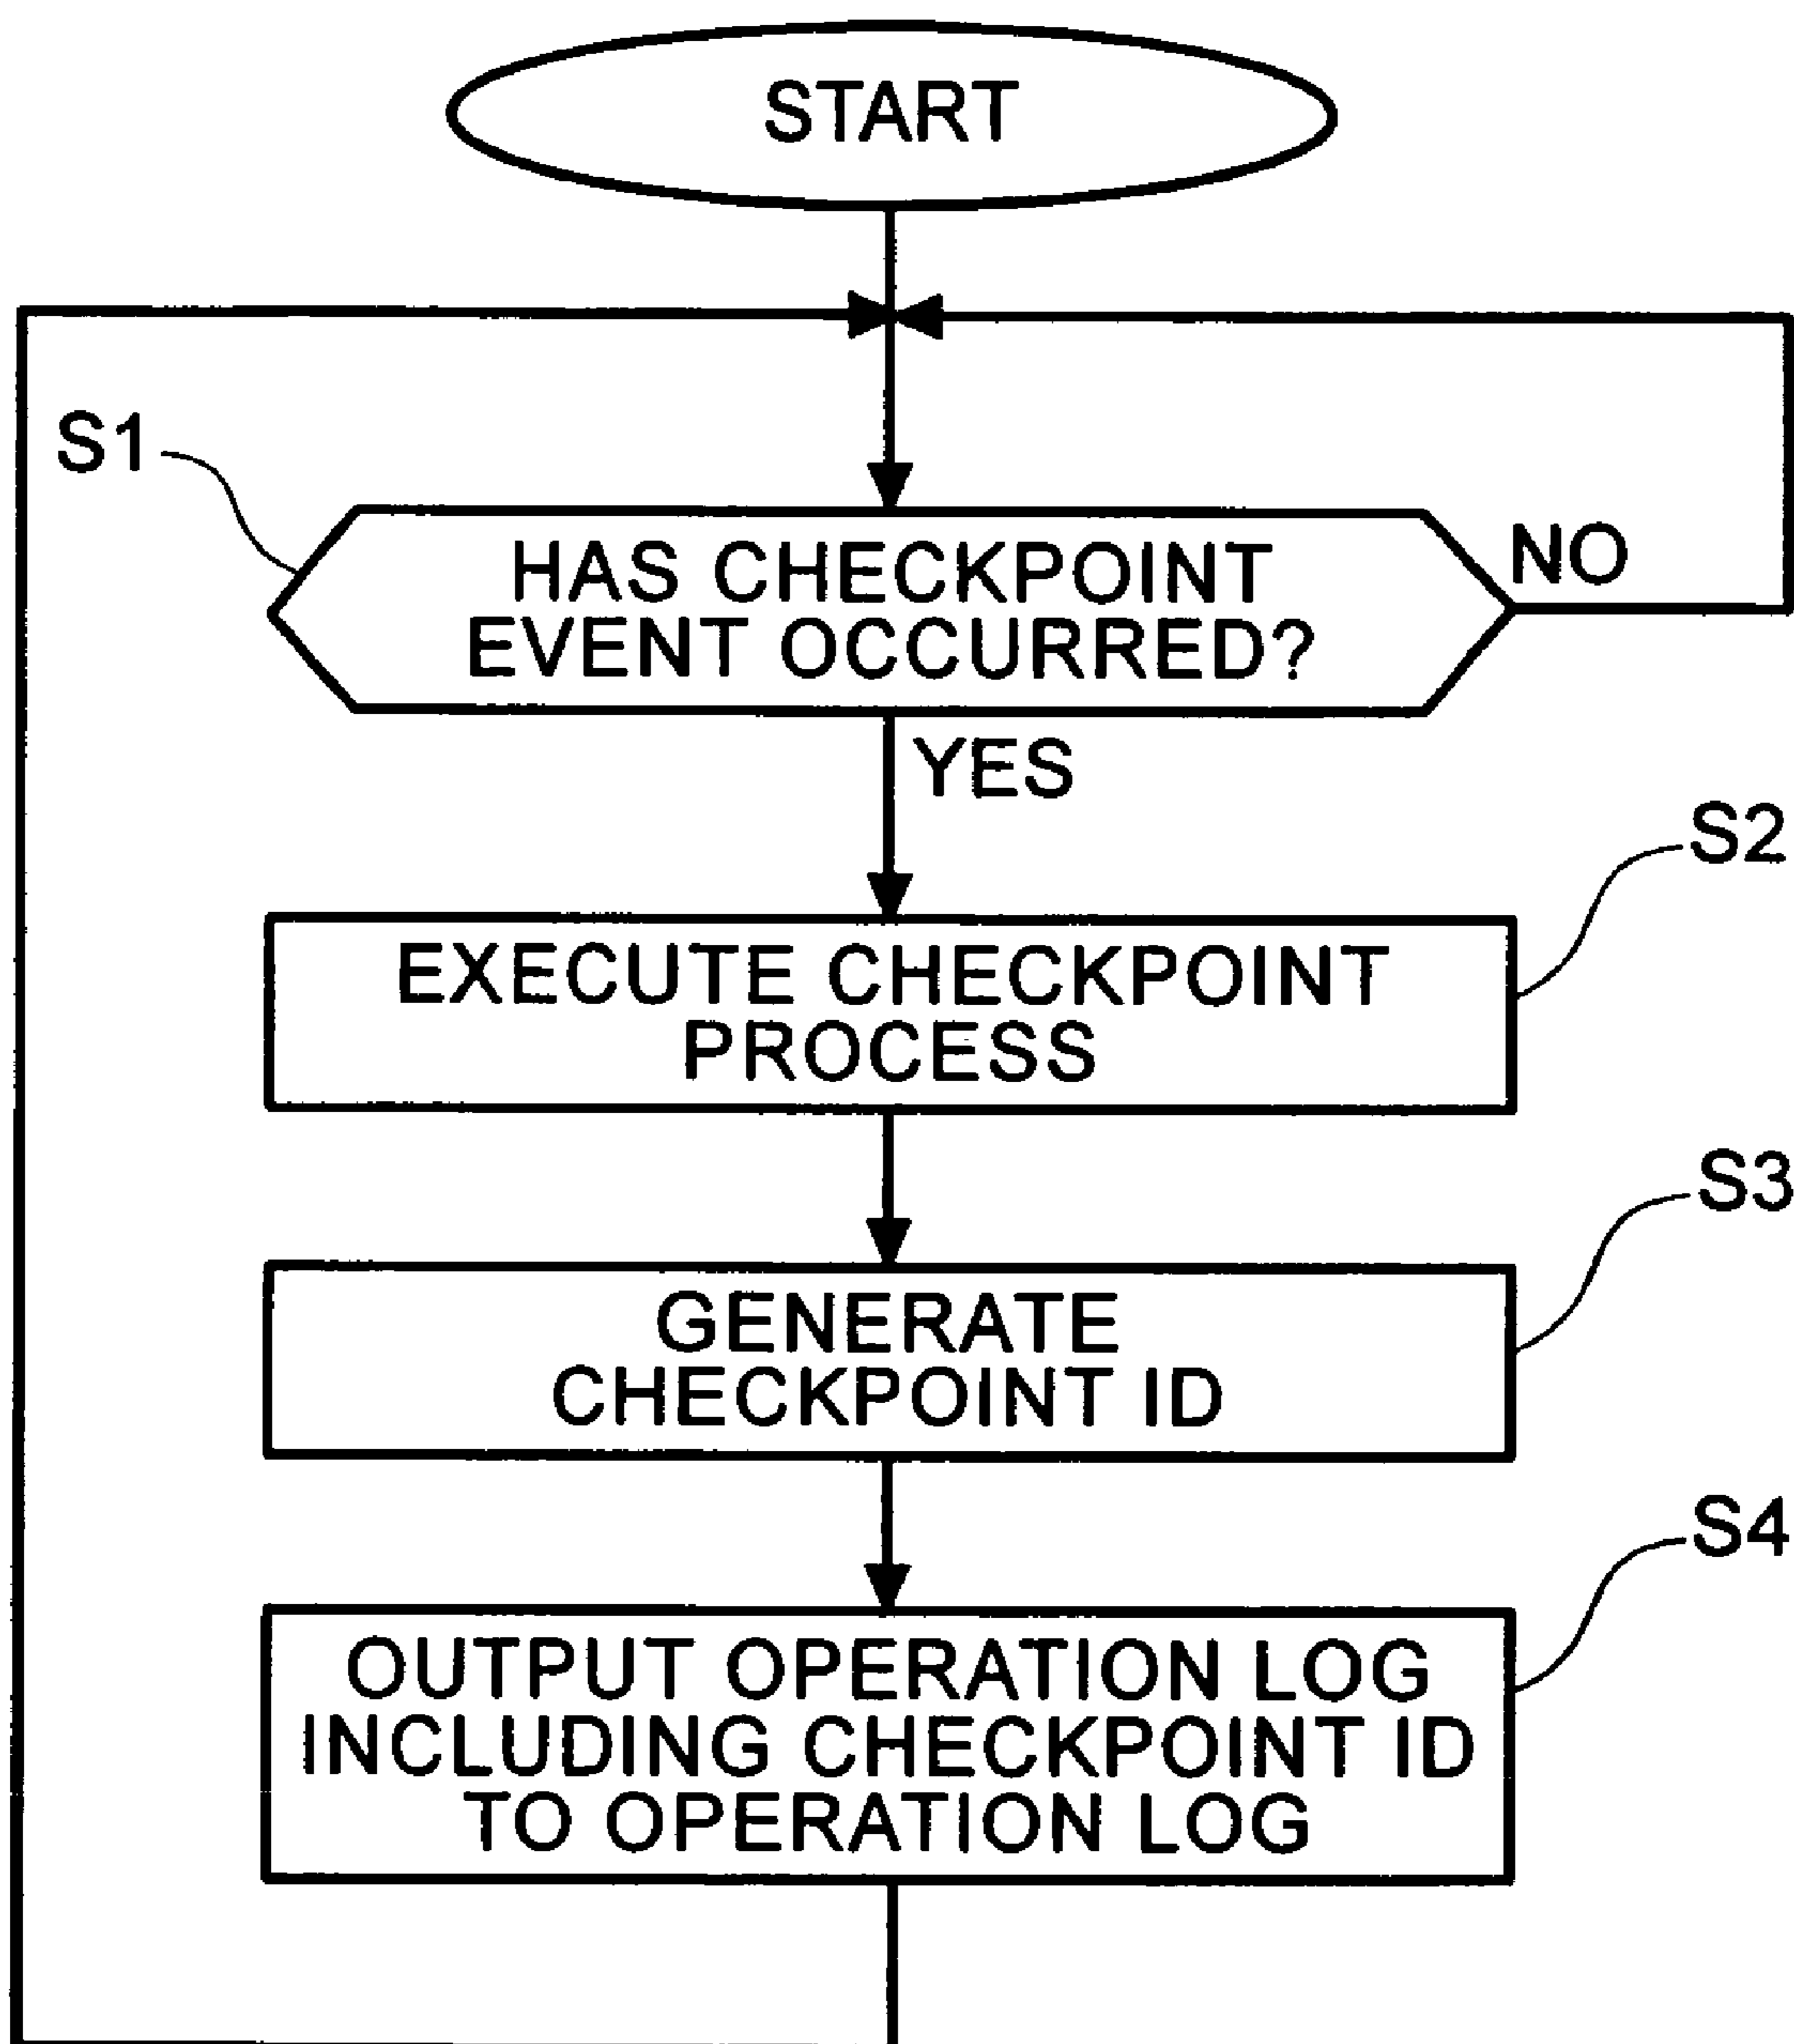 START
S1
HAS CHECKPOINT
EVENT OCCURRED?
NO
YES
S2
EXECUTE CHECKPOINT
PROCESS
S3
GENERATE
CHECKPOINT ID
S4
OUTPUT OPERATION LOG
INCLUDING CHECKPOINT ID
TO OPERATION LOG